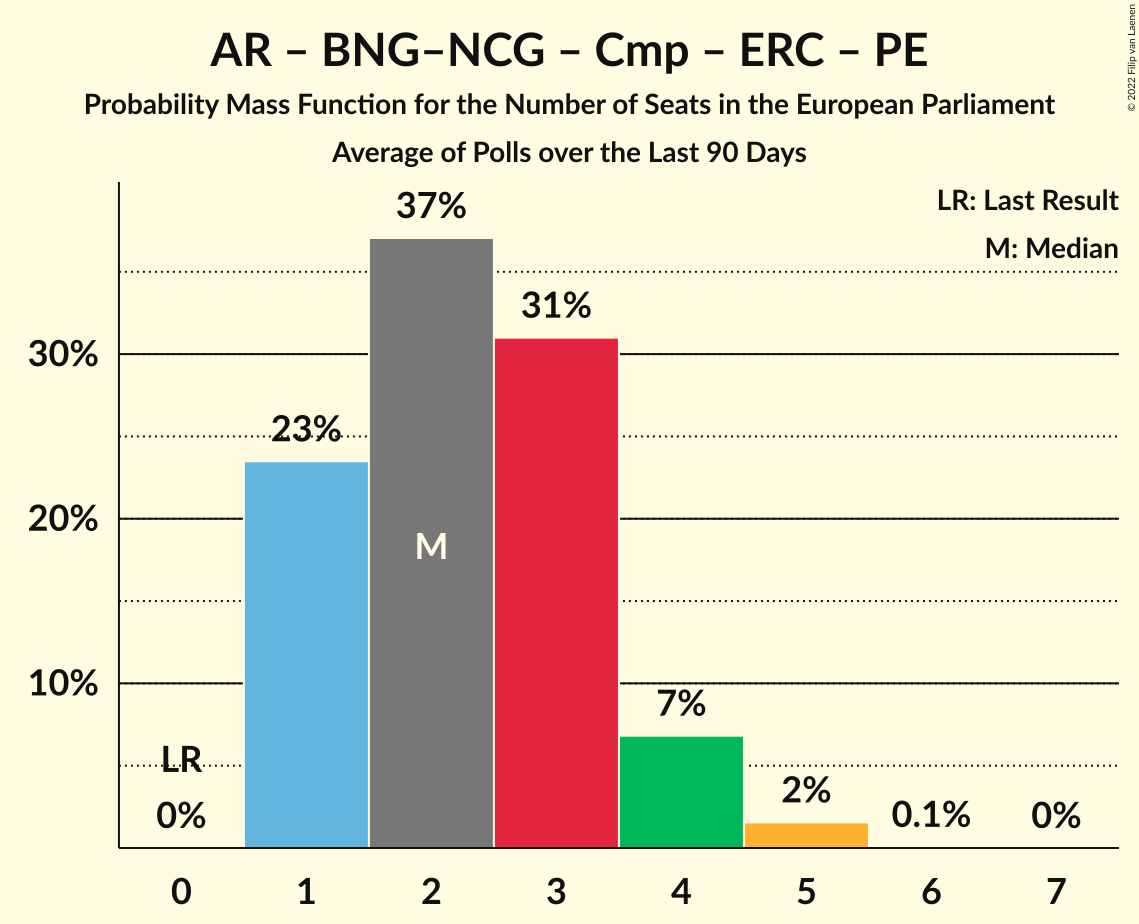 AR – BNG–NCG – Cmp – ERC – PE
Probability Mass Function for the Number of Seats in the European Parliament
Average of Polls over the Last 90 Days
© 2022 Filip van Laenen
LR: Last Result
M: Median
37%
31%
30%
23%
20%
M
10%
7%
LR
2%
0%
0.1%
0%
0 1 2 3 4 5 6 7